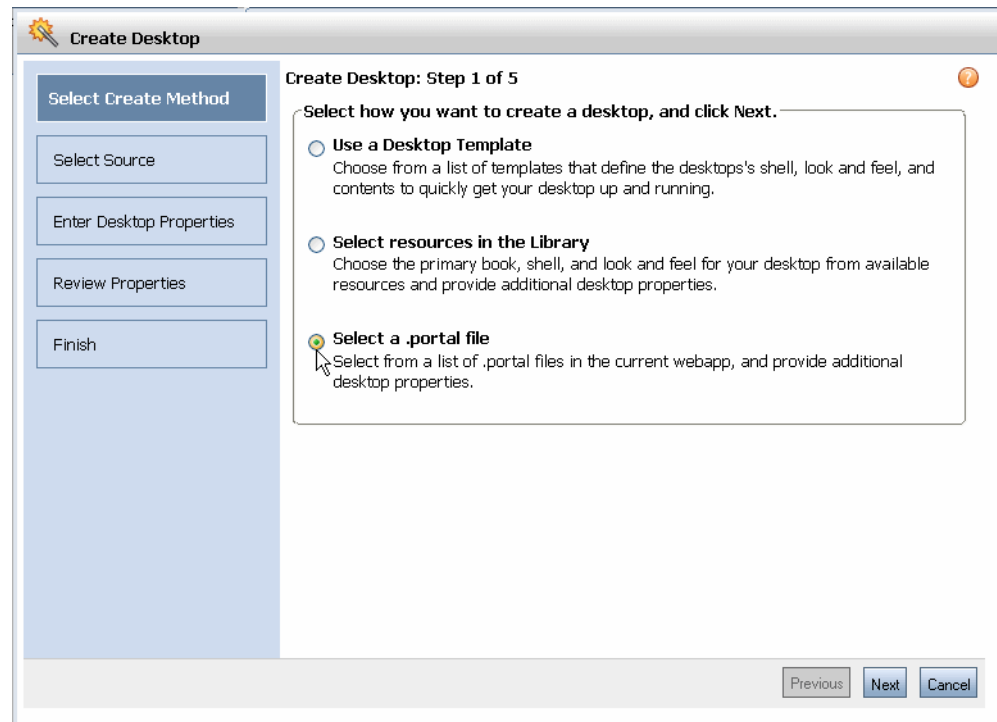 Create Desktop
Select Create Method
Select Source
Enter Desktop Properties
Review Properties
Finish
Create Desktop: Step 1 of 5
?
Select how you want to create a desktop, and click Next.
Use a Desktop Template
Choose from a list of templates that define the desktops's shell, look and feel, and
contents to quickly get your desktop up and running.
Select resources in the Library
Choose the primary book, shell, and look and feel for your desktop from available
resources and provide additional desktop properties.
Select a .portal file
Select from a list of .portal files in the current webapp, and provide additional
desktop properties.
Previous Next Cancel